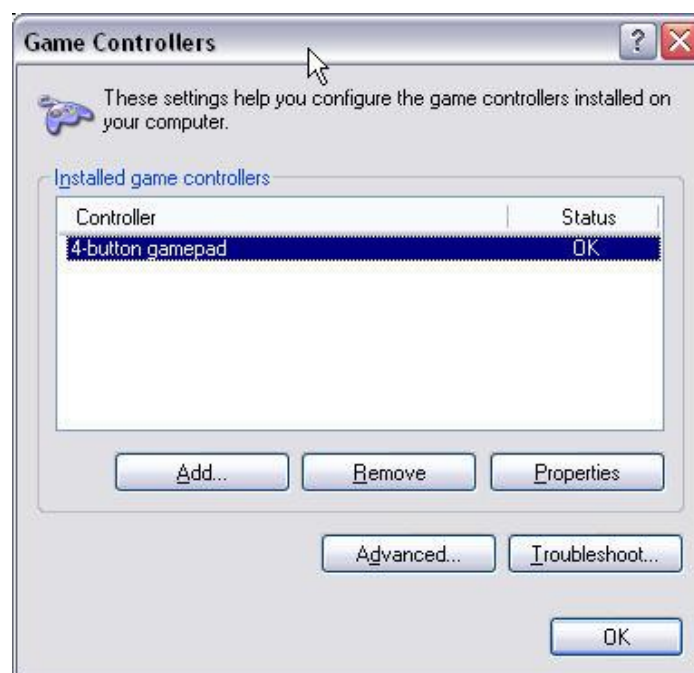 Game Controllers
These settings help you configure the game controllers installed on
your computer.
Installed game controllers
Controller Status
4-button gamepad OK
Add... Remove Properties
Advanced... Troubleshoot...
OK